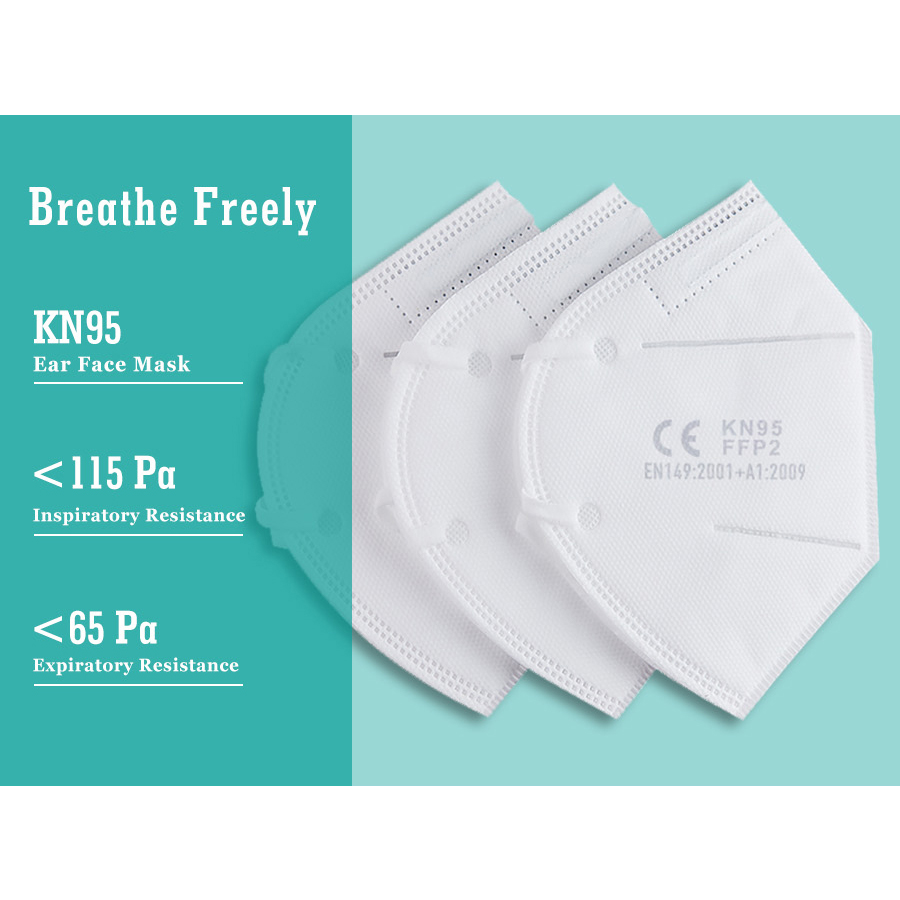 Breathe Freely
KN95
Ear Face Mask
<115 Pa
Inspiratory Resistance
<65 Pa
Expiratory Resistance
CE KN95
FFP2
EN149:2001+A1:2009